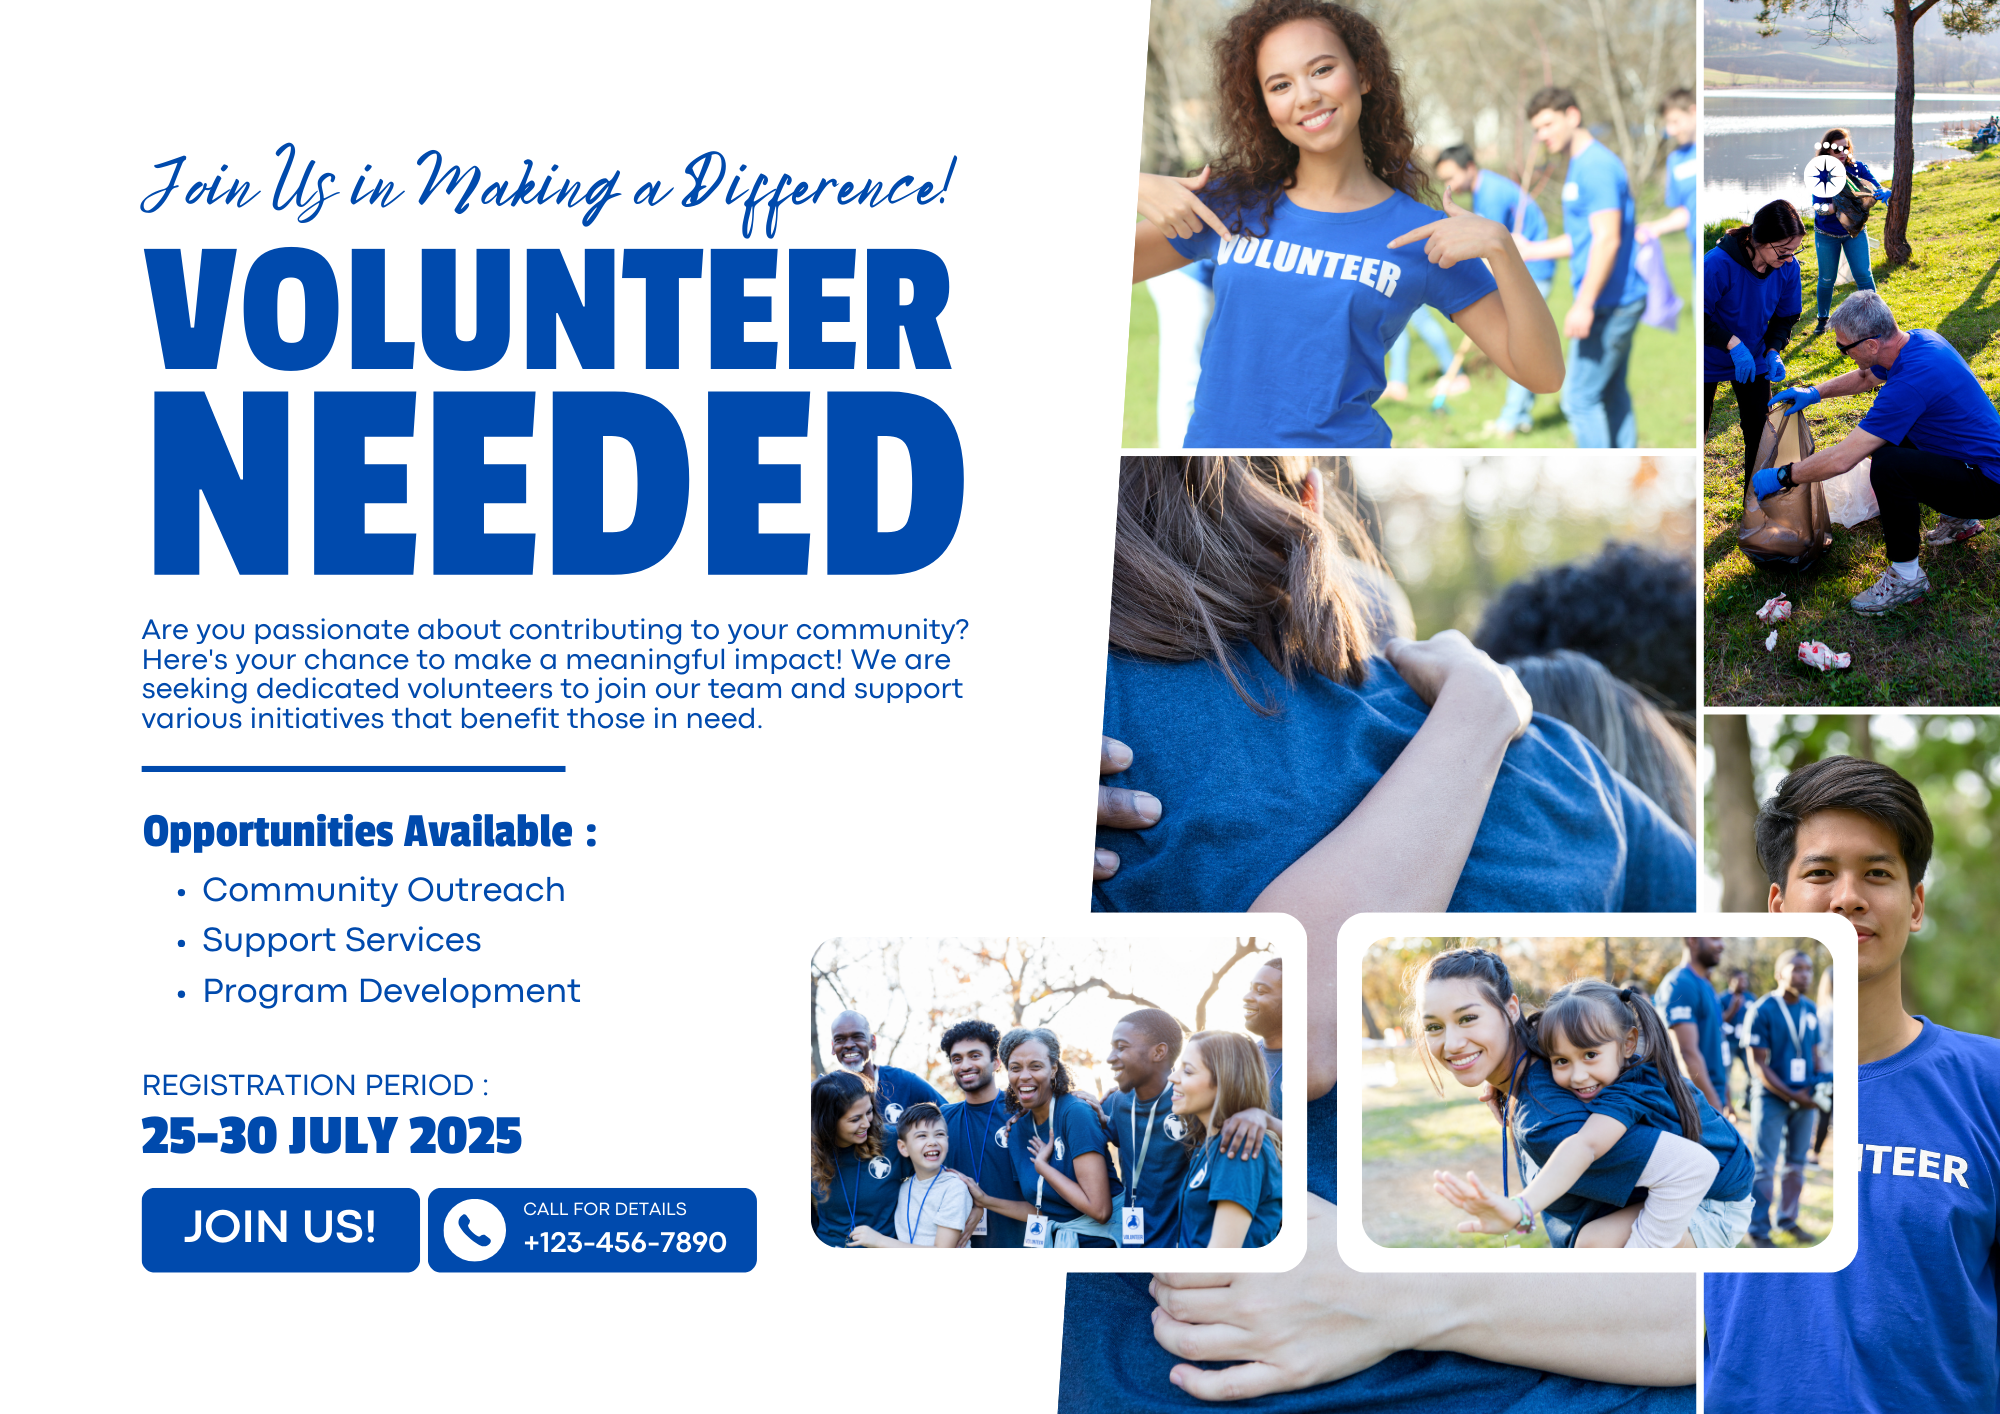 Join Us in Making a Difference!
VOLUNTEER
NEEDED
Are you passionate about contributing to your community?
Here's your chance to make a meaningful impact! We are
seeking dedicated volunteers to join our team and support
various initiatives that benefit those in need.
Opportunities Available :
• Community Outreach
• Support Services
• Program Development
REGISTRATION PERIOD :
25-30 JULY 2025
JOIN US!
CALL FOR DETAILS
+123-456-7890
VOLUNTEER
NTEER